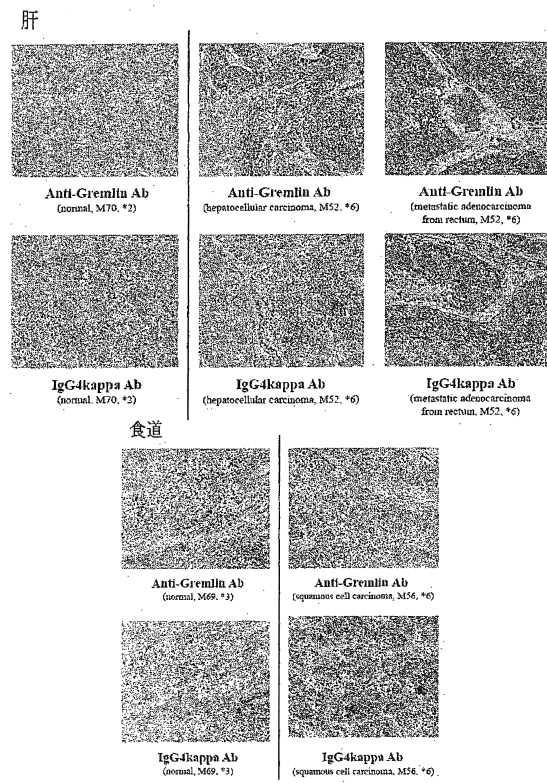 肝
Anti-Gremlin Ab
(normal, M70, *2)
Anti-Gremlin Ab
(hepatocellular carcinoma, M52, *6)
Anti-Gremlin Ab
(metastatic adenocarcinoma
from rectum, M52, *6)
IgG4kappa Ab
(normal, M70, *2)
IgG4kappa Ab
(hepatocellular carcinoma, M52, *6)
IgG4kappa Ab
(metastatic adenocarcinoma
from rectum, M52, *6)
食道
Anti-Gremlin Ab
(normal, M69, *3)
Anti-Gremlin Ab
(squamous cell carcinoma, M56, *6)
IgG4kappa Ab
(normal, M69, *3)
IgG4kappa Ab
(squamous cell carcinoma, M56, *6)